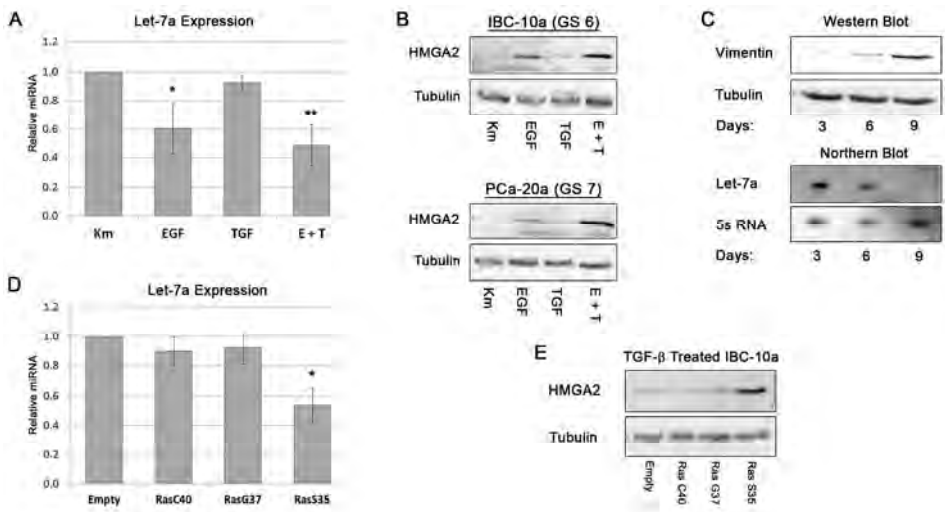 A
Let-7a Expression
Relative miRNA
1.0
0.8
0.6
0.4
0.2
0.0
*
**
Km EGF TGF E + T
B
IBC-10a (GS 6)
HMGA2
Tubulin
Km EGF TGF E + T
PCa-20a (GS 7)
HMGA2
Tubulin
Km EGF TGF E + T
C
Western Blot
Vimentin
Tubulin
Days: 3 6 9
Northern Blot
Let-7a
5s RNA
Days: 3 6 9
D
Let-7a Expression
Relative miRNA
1.0
0.8
0.6
0.4
0.2
0.0
*
Empty RasC40 RasG37 RasS35
E
TGF-β Treated IBC-10a
HMGA2
Tubulin
Empty Ras C40 Ras G37 Ras S35